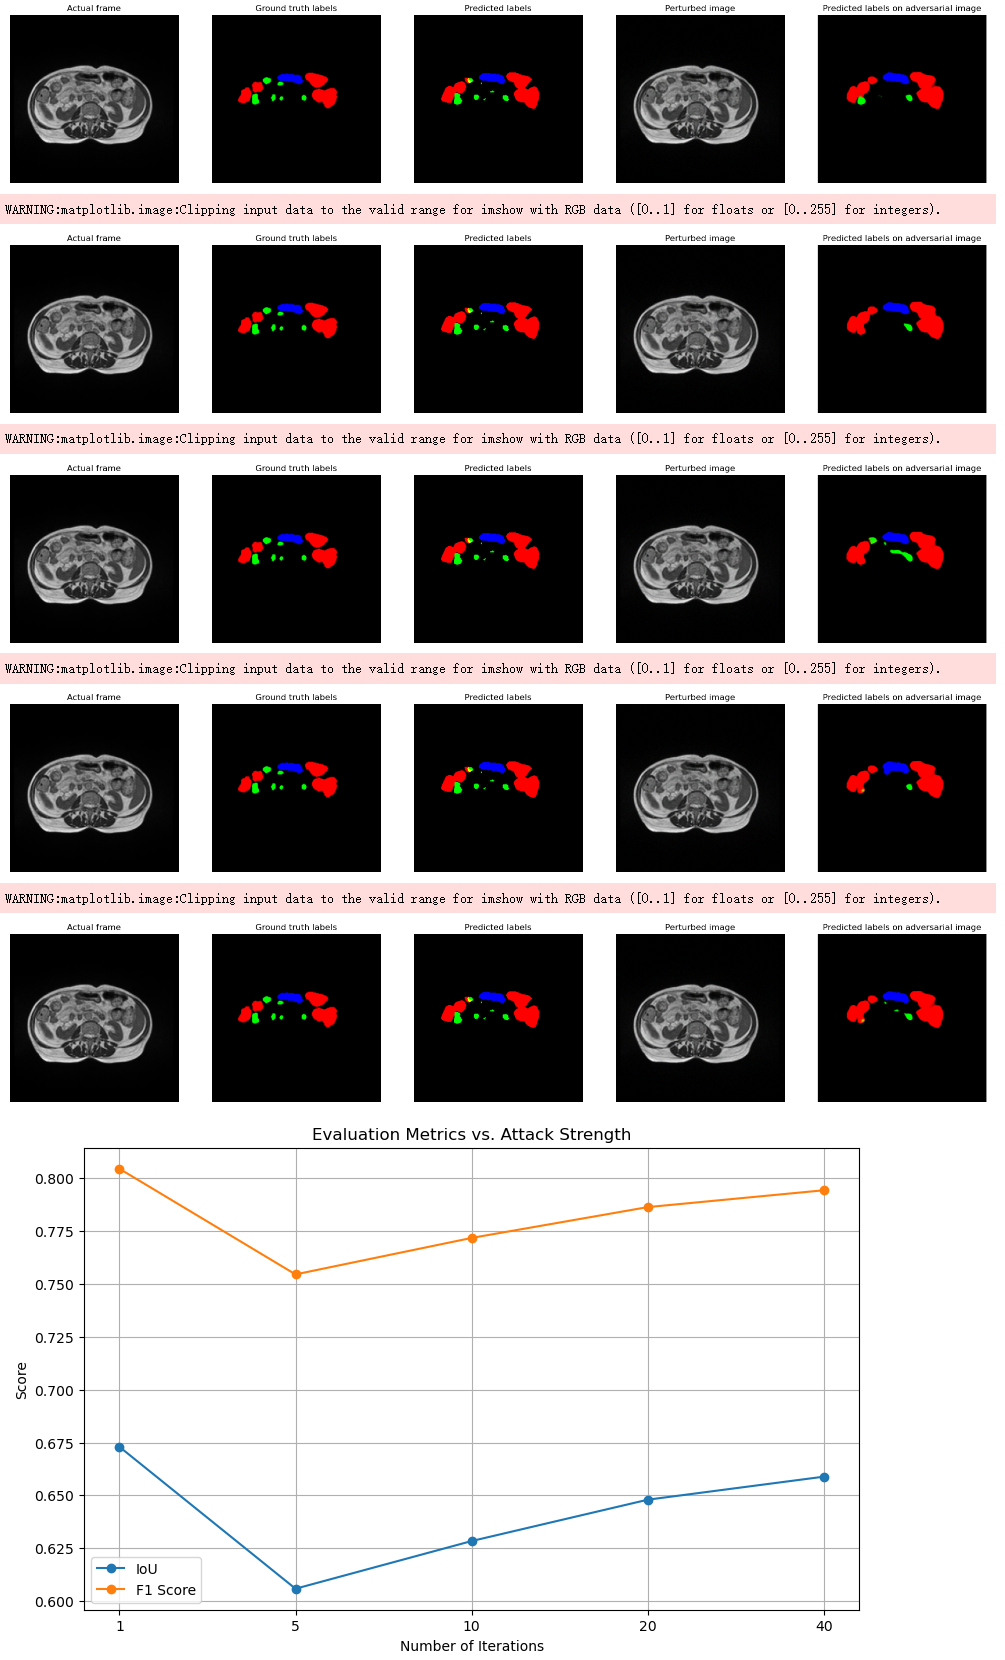 Actual frame Ground truth labels Predicted labels Perturbed image Predicted labels on adversarial image
WARNING:matplotlib.image:Clipping input data to the valid range for imshow with RGB data ([0..1] for floats or [0..255] for integers).
Actual frame Ground truth labels Predicted labels Perturbed image Predicted labels on adversarial image
WARNING:matplotlib.image:Clipping input data to the valid range for imshow with RGB data ([0..1] for floats or [0..255] for integers).
Actual frame Ground truth labels Predicted labels Perturbed image Predicted labels on adversarial image
WARNING:matplotlib.image:Clipping input data to the valid range for imshow with RGB data ([0..1] for floats or [0..255] for integers).
Actual frame Ground truth labels Predicted labels Perturbed image Predicted labels on adversarial image
WARNING:matplotlib.image:Clipping input data to the valid range for imshow with RGB data ([0..1] for floats or [0..255] for integers).
Actual frame Ground truth labels Predicted labels Perturbed image Predicted labels on adversarial image
Evaluation Metrics vs. Attack Strength
0.800
0.775
0.750
0.725
0.700
0.675
0.650
0.625
0.600
Score
IoU
F1 Score
1 5 10 20 40
Number of Iterations